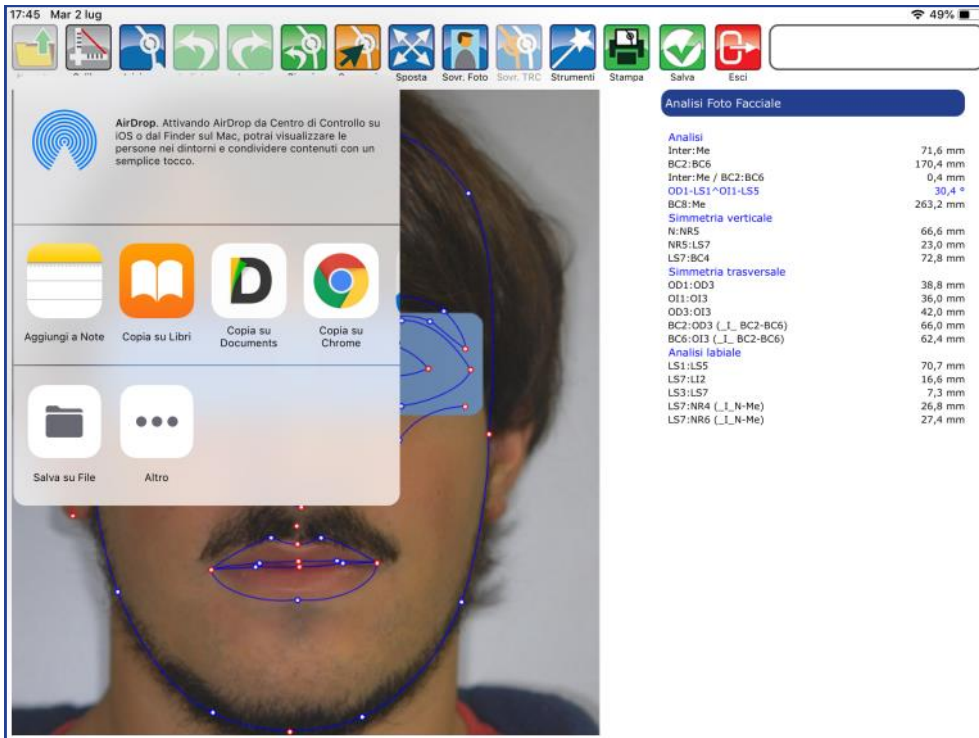 17:45 Mar 2 lug
49%
Sposta
Sovr. Foto
Sovr. TRC
Strumenti
Stampa
Salva
Esci
AirDrop. Attivando AirDrop da Centro di Controllo su
iOS o dal Finder sul Mac, potrai visualizzare le
persone nei dintorni e condividere contenuti con un
semplice tocco.
Aggiungi a Note
Copia su Libri
Copia su
Documents
Copia su
Chrome
Salva su File
Altro
Analisi Foto Facciale
Analisi
Inter:Me 71,6 mm
BC2:BC6 170,4 mm
Inter:Me / BC2:BC6 0,4 mm
OD1-LS1^OI1-LS5 30,4 °
BC8:Me 263,2 mm
Simmetria verticale
N:NR5 66,6 mm
NR5:LS7 23,0 mm
LS7:BC4 72,8 mm
Simmetria trasversale
OD1:OD3 38,8 mm
OI1:OI3 36,0 mm
OD3:OI3 42,0 mm
BC2:OD3 (_I_ BC2-BC6) 66,0 mm
BC6:OI3 (_I_ BC2-BC6) 62,4 mm
Analisi labiale
LS1:LS5 70,7 mm
LS7:LI2 16,6 mm
LS3:LS7 7,3 mm
LS7:NR4 (_I_N-Me) 26,8 mm
LS7:NR6 (_I_N-Me) 27,4 mm